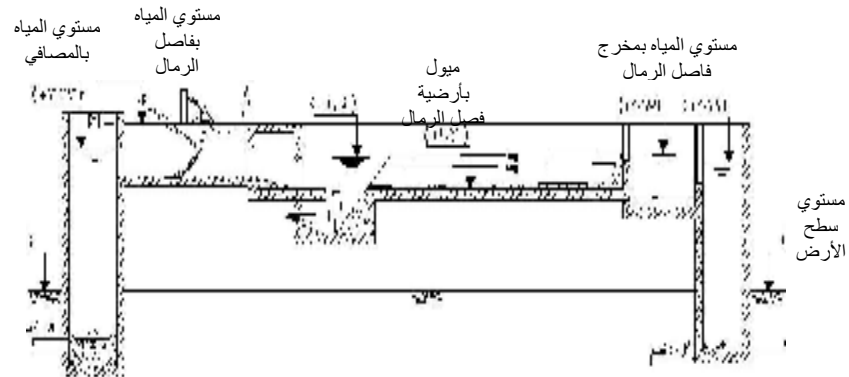 مستوي المياه
بالمصافي
مستوي المياه
بفاصل
الرمال
ميول
بأرضية
فصل الرمال
مستوي المياه بمخرج
فاصل الرمال
مستوي
سطح
الأرض